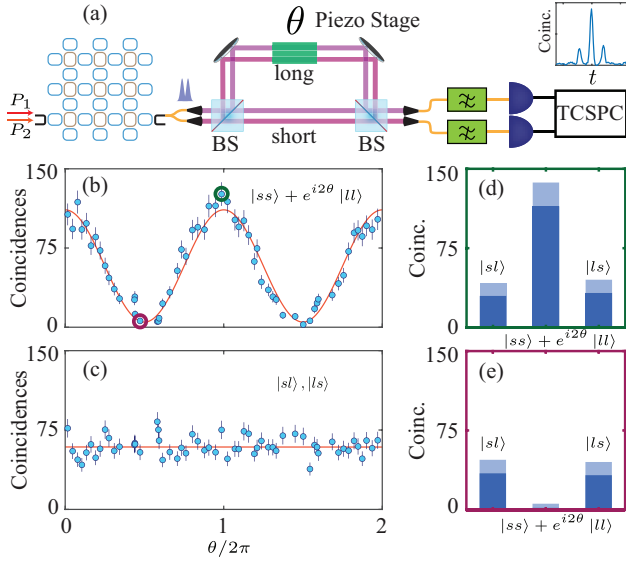 (a)
θ Piezo Stage
long
short
BS
BS
P₁
P₂
Coinc.
t
TCSPC
(b)
|ss⟩ + e^{i2θ} |ll⟩
Coincidences
150
75
0
(c)
|sl⟩ , |ls⟩
Coincidences
150
75
0
0
1
2
θ/2π
(d)
Coinc.
150
75
0
|sl⟩
|ls⟩
|ss⟩ + e^{i2θ} |ll⟩
(e)
Coinc.
150
75
0
|sl⟩
|ls⟩
|ss⟩ + e^{i2θ} |ll⟩